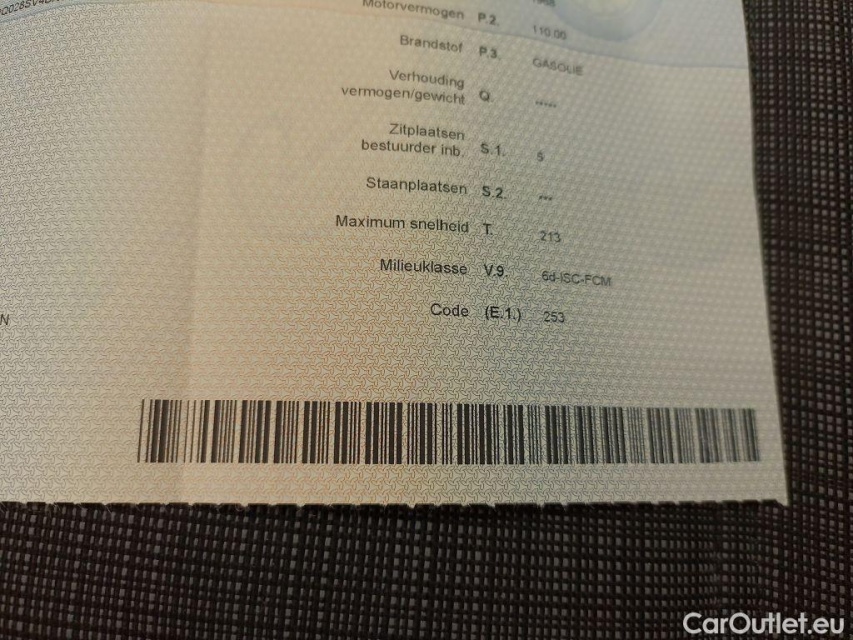 Motorvermogen P.2. 110.00
Brandstof P.3. GASOLIE
Verhouding
vermogen/gewicht Q. *****
Zitplaatsen
bestuurder inb. S.1. 5
Staanplaatsen S.2. ***
Maximum snelheid T. 213
Milieuklasse V.9. 6d-ISC-FCM
N
Code (E.1.) 253
CarOutlet.eu